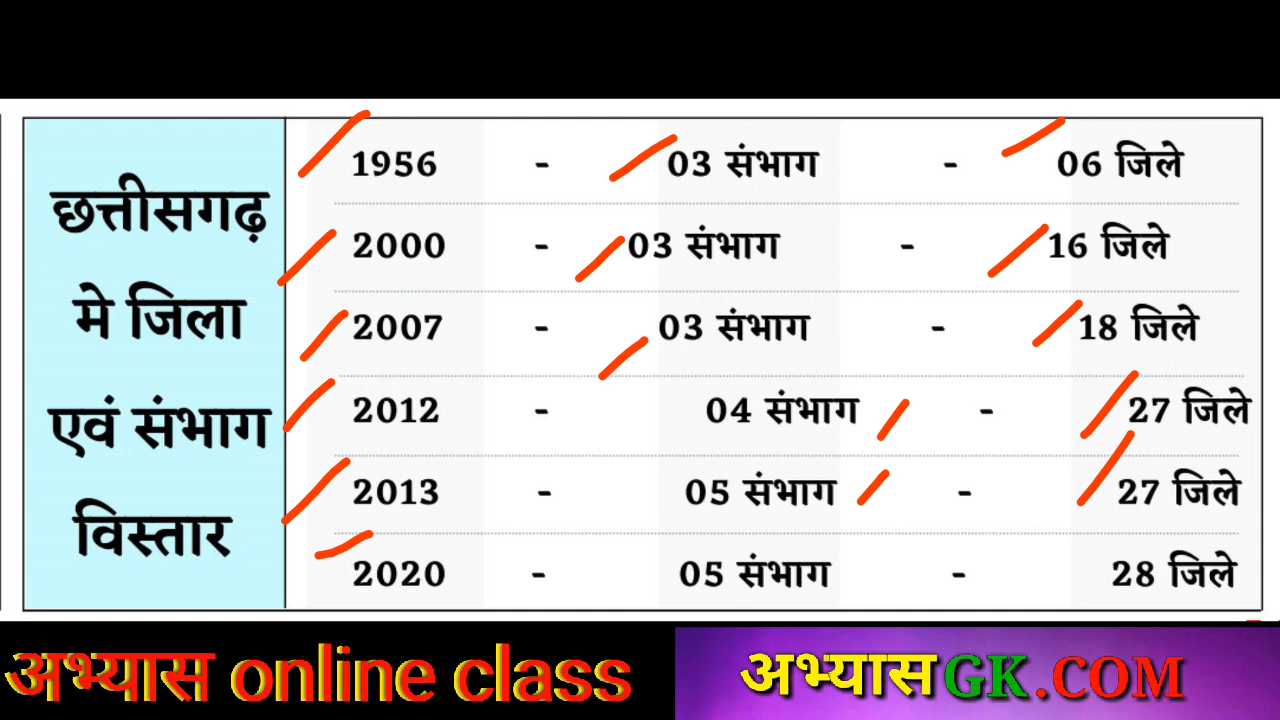 छत्तीसगढ़
मे जिला
एवं संभाग
विस्तार
1956 - 03 संभाग - 06 जिले
2000 - 03 संभाग - 16 जिले
2007 - 03 संभाग - 18 जिले
2012 - 04 संभाग - 27 जिले
2013 - 05 संभाग - 27 जिले
2020 - 05 संभाग - 28 जिले
अभ्यास online class
अभ्यासGK.COM